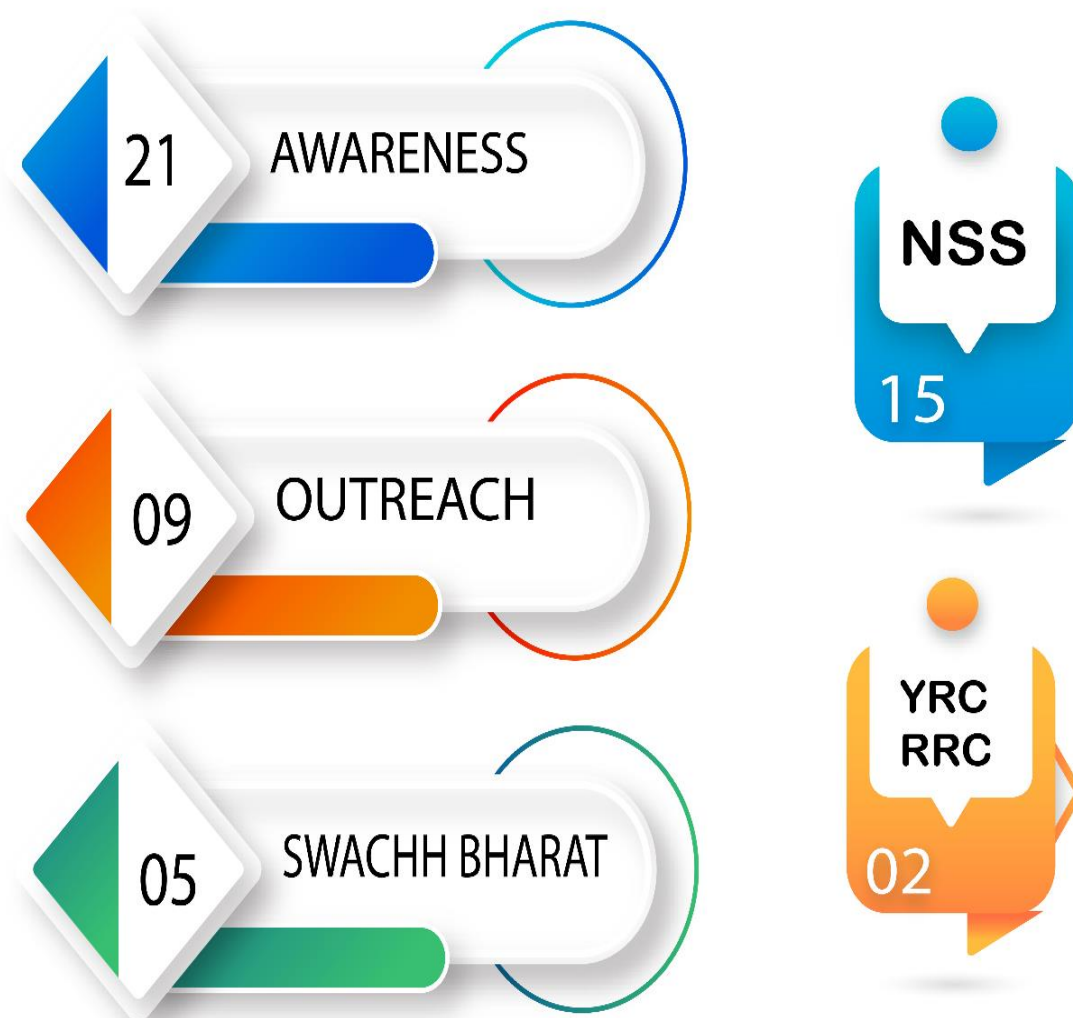 21
AWARENESS
09
OUTREACH
05
SWACHH BHARAT
NSS
15
YRC
RRC
02